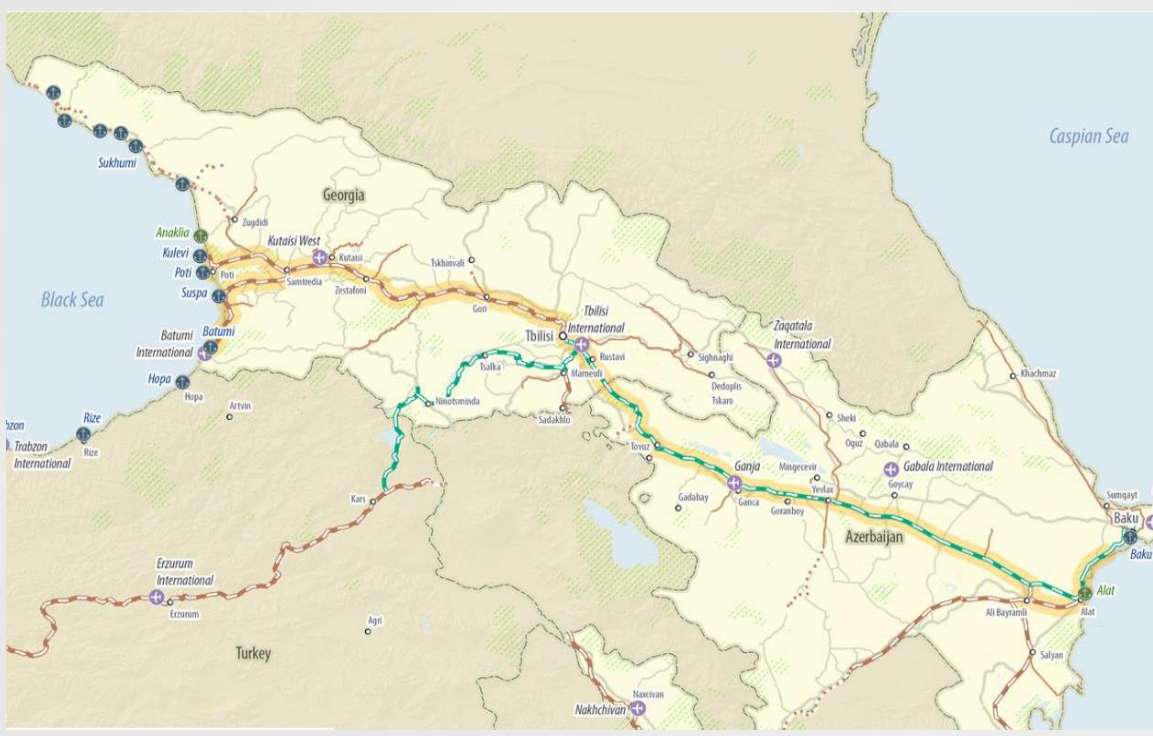 Caspian Sea
Sukhumi
Georgia
Zugdidi
Anaklia
Kutaisi West
Kulevi
Kutaisi
Tskhinvali
Poti
Poti
Samtredia
Zestafoni
Black Sea
Suspa
Gori
Tbilisi
International
Batumi
International
Batumi
Tbilisi
Zaqatala
International
Rustavi
Tsalka
Sighnaghi
Marneuli
Khachmaz
Hopa
Hopa
Dedoplis
Tskaro
Ninotsminda
Artvin
Sadakhlo
Rize
Rize
Sheki
bzon
Trabzon
International
Oguz
Qabala
Tovuz
Ganja
Mingecevir
Gabala International
Goycay
Kars
Gadabay
Ganca
Goranboy
Yevlax
Sumqayt
Baku
Azerbaijan
Baku
Erzurum
International
Alat
Erzurum
Ali Bayramli
Alat
Agri
Turkey
Salyan
Naxcivan
Nakhchivan